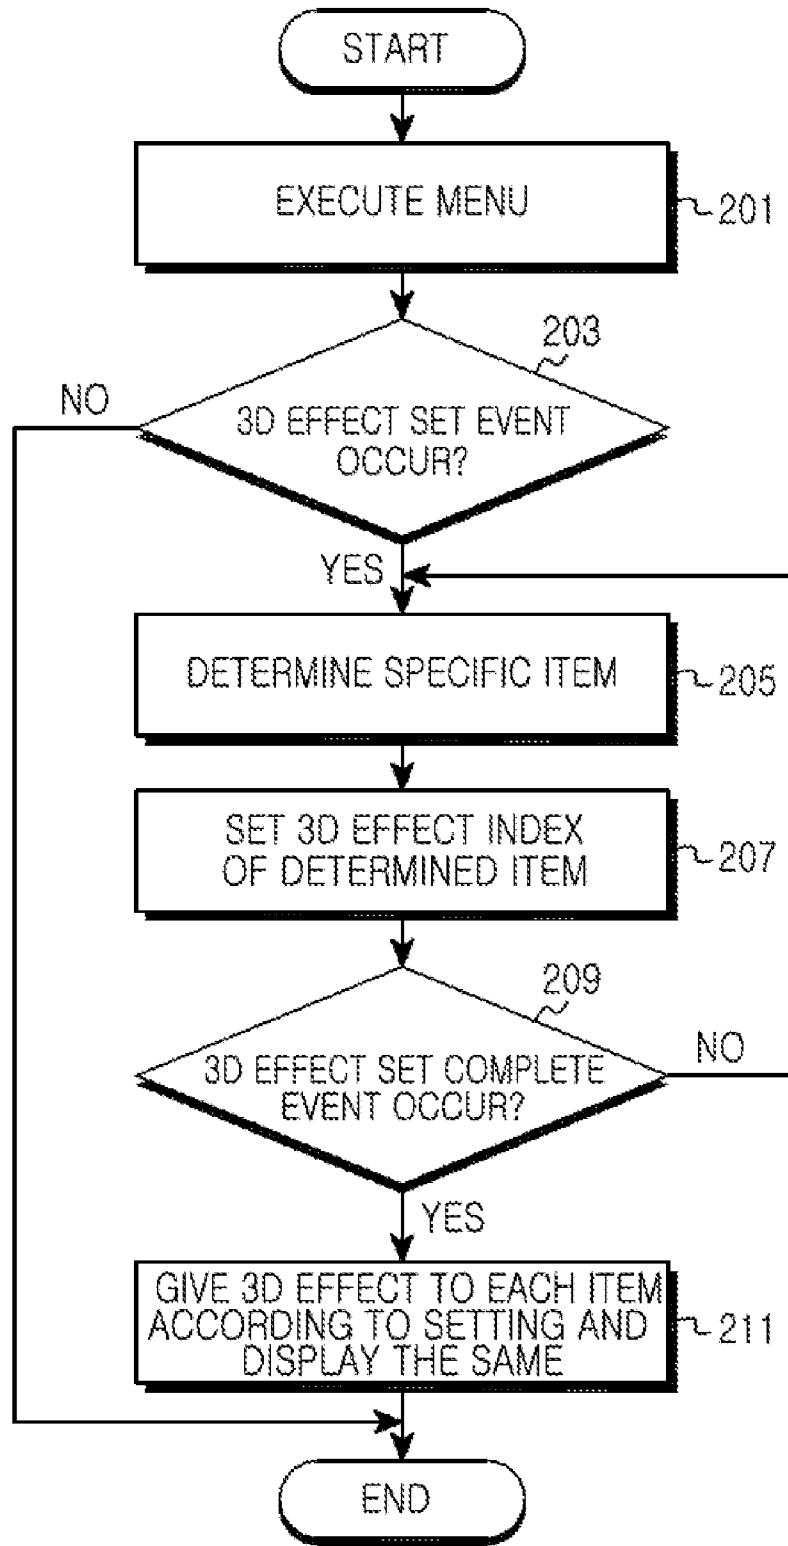 START
EXECUTE MENU
201
203
NO
3D EFFECT SET EVENT
OCCUR?
YES
DETERMINE SPECIFIC ITEM
205
SET 3D EFFECT INDEX
OF DETERMINED ITEM
207
209
NO
3D EFFECT SET COMPLETE
EVENT OCCUR?
YES
GIVE 3D EFFECT TO EACH ITEM
ACCORDING TO SETTING AND
DISPLAY THE SAME
211
END